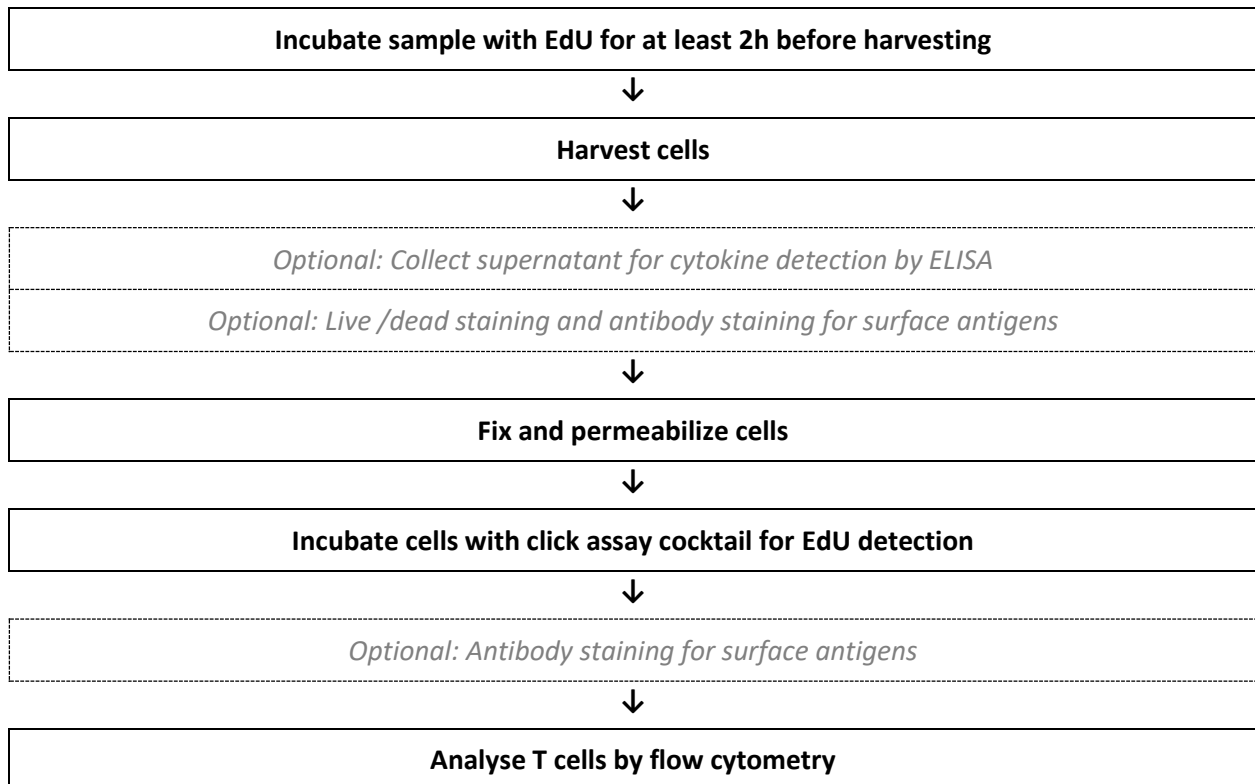 Incubate sample with EdU for at least 2h before harvesting
Harvest cells
Optional: Collect supernatant for cytokine detection by ELISA
Optional: Live /dead staining and antibody staining for surface antigens
Fix and permeabilize cells
Incubate cells with click assay cocktail for EdU detection
Optional: Antibody staining for surface antigens
Analyse T cells by flow cytometry